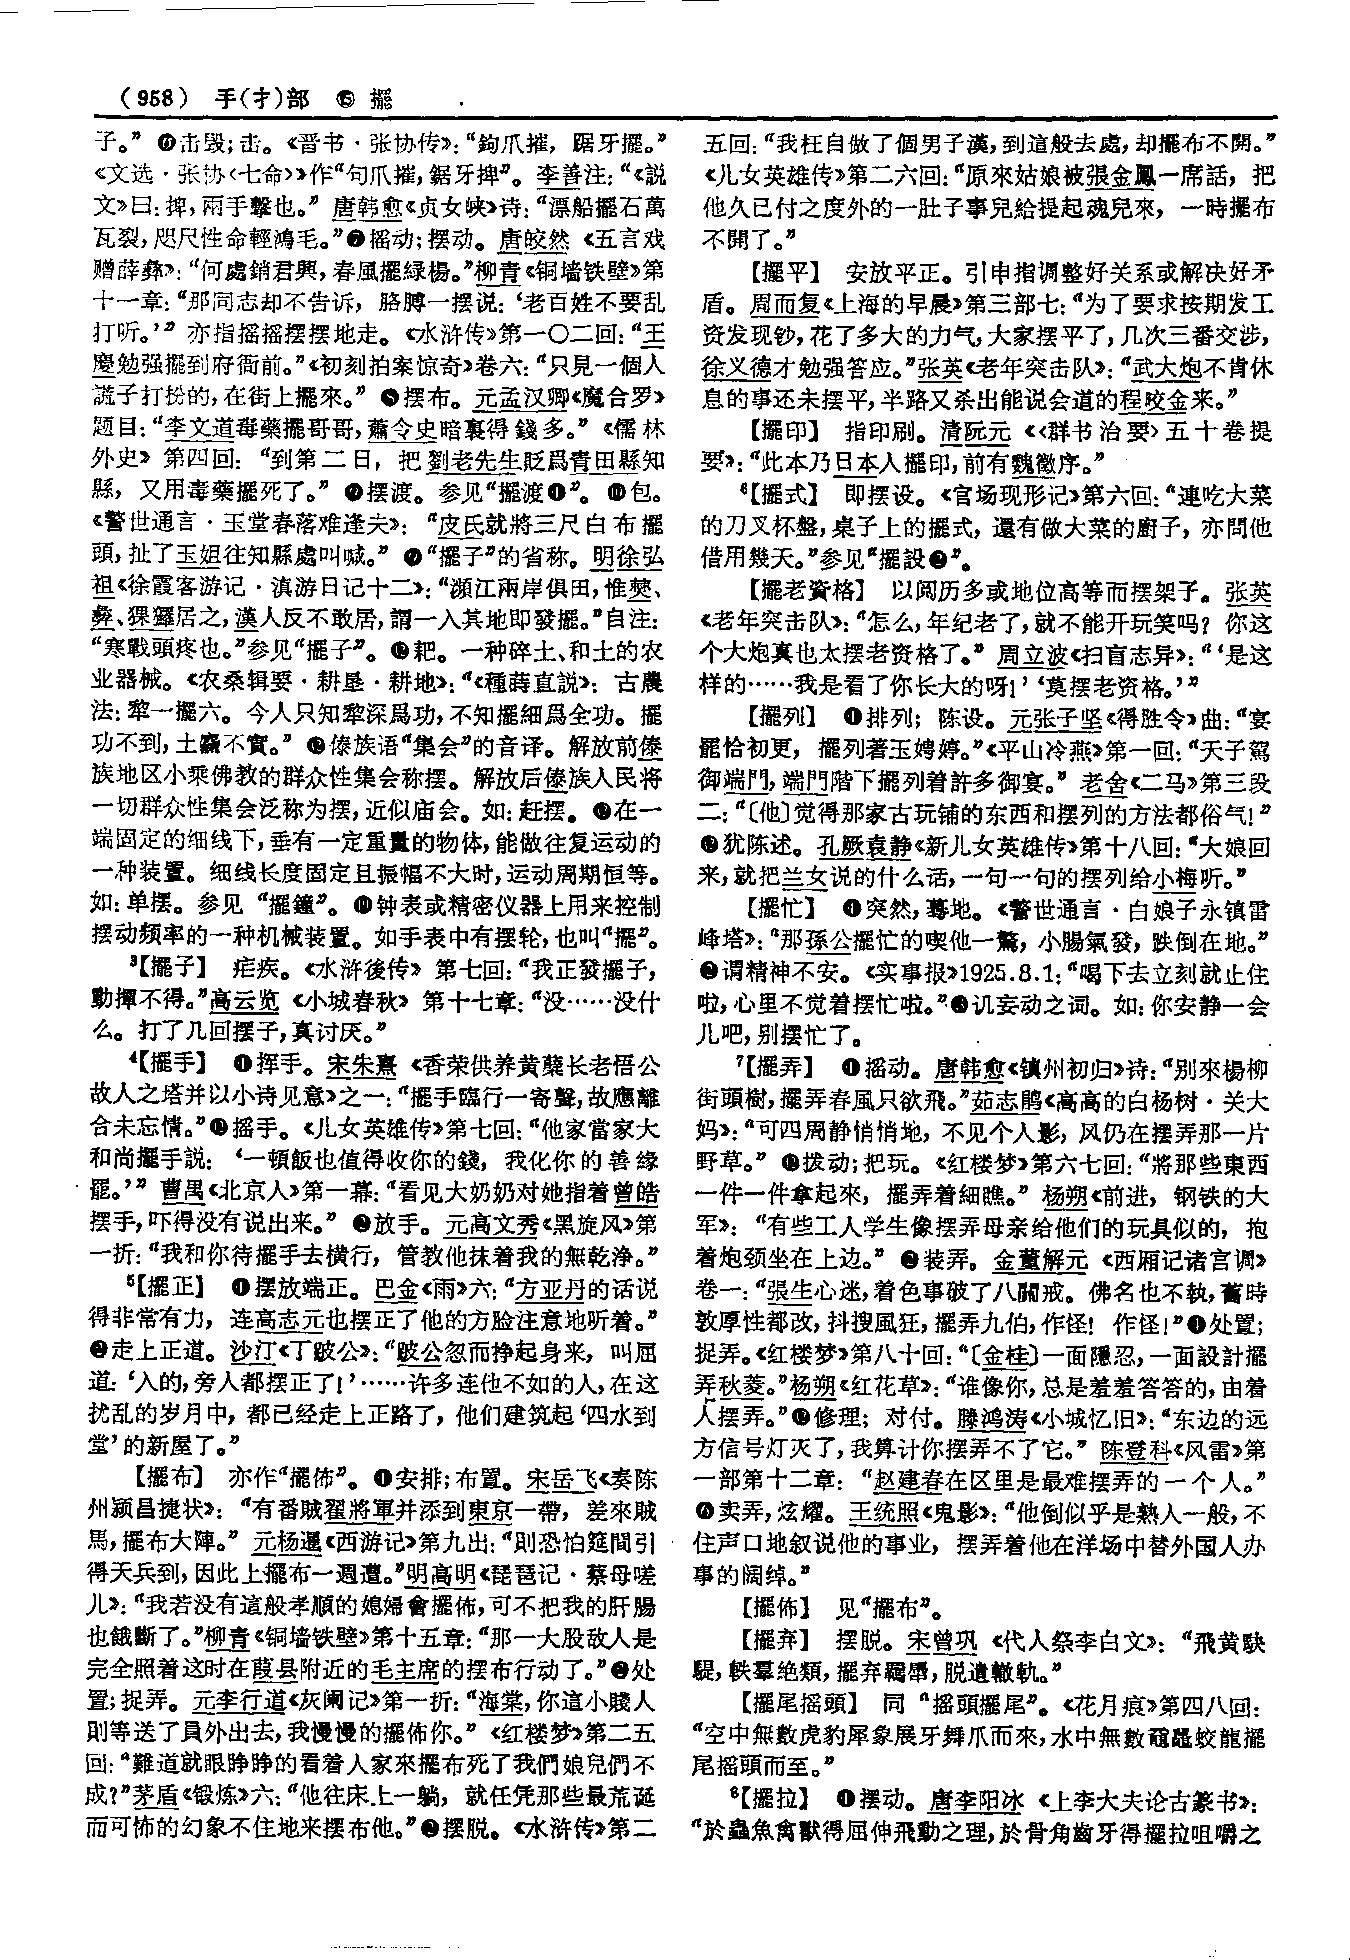 (958) 手(扌)部 ⑮ 擺
子。”❻击毁;击。《晋书·张协传》:“鉤爪摧，踞牙擺。”
《文选·张协〈七命〉》作“句爪摧,鋸牙捭”。李善注:“《説
文》曰:捭,兩手擊也。”唐韩愈《贞女峡》诗:“漂船擺石萬
瓦裂,咫尺性命輕鴻毛。”❼摇动;摆动。唐皎然《五言戏
赠薛彝》:“何處銷君興,春風擺緑楊。”柳青《铜墙铁壁》第
十一章:“那同志却不告诉，胳膊一摆说:‘老百姓不要乱
打听。’”亦指摇摇摆摆地走。《水浒传》第一〇二回:“王
慶勉强擺到府衙前。”《初刻拍案惊奇》卷六:“只見一個人
謊子打扮的,在街上擺來。”❽摆布。元孟汉卿《魔合罗》
题目:“李文道毒藥擺哥哥,蕭令史暗裏得錢多。”《儒林
外史》第四回:“到第二日，把劉老先生貶爲青田縣知
縣，又用毒藥擺死了。”❾摆渡。参见“擺渡❶”。❿包。
《警世通言·玉堂春落难逢夫》:“皮氏就將三尺白布擺
頭,扯了玉姐往知縣處叫喊。”⓫“擺子”的省称。明徐弘
祖《徐霞客游记·滇游日记十二》:“瀕江兩岸俱田,惟僰、
彝、猓玀居之,漢人反不敢居,謂一入其地即發擺。”自注:
“寒戰頭疼也。”参见“擺子”。⓬耙。一种碎土、和土的农
业器械。《农桑辑要·耕垦·耕地》:“《種蒔直説》:古農
法:犂一擺六。今人只知犂深爲功,不知擺細爲全功。擺
功不到,土麤不實。”⓭傣族语“集会”的音译。解放前傣
族地区小乘佛教的群众性集会称摆。解放后傣族人民将
一切群众性集会泛称为摆,近似庙会。如:赶摆。⓮在一
端固定的细线下,垂有一定重量的物体,能做往复运动的
一种装置。细线长度固定且振幅不大时,运动周期恒等。
如:单摆。参见“擺鐘”。⓯钟表或精密仪器上用来控制
摆动频率的一种机械装置。如手表中有摆轮,也叫“擺”。
³【擺子】 疟疾。《水浒後传》第七回:“我正發擺子,
動撣不得。”高云览《小城春秋》第十七章:“没……没什
么。打了几回摆子,真讨厌。”
⁴【擺手】 ❶挥手。宋朱熹《香荣供养黄蘖长老悟公
故人之塔并以小诗见意》之一:“擺手臨行一寄聲,故應離
合未忘情。”❷摇手。《儿女英雄传》第七回:“他家當家大
和尚擺手説:‘一頓飯也值得收你的錢，我化你的善緣
罷。’”曹禺《北京人》第一幕:“看见大奶奶对她指着曾皓
摆手,吓得没有说出来。”❸放手。元高文秀《黑旋风》第
一折:“我和你待擺手去横行，管教他抹着我的無乾净。”
⁵【擺正】 ❶摆放端正。巴金《雨》六:“方亚丹的话说
得非常有力，连高志元也摆正了他的方脸注意地听着。”
❷走上正道。沙汀《丁跛公》:“跛公忽而挣起身来，叫屈
道:‘入的,旁人都摆正了!’……许多连他不如的人,在这
扰乱的岁月中，都已经走上正路了，他们建筑起‘四水到
堂’的新屋了。”
【擺布】 亦作“擺佈”。❶安排;布置。宋岳飞《奏陈
州颍昌捷状》:“有番賊翟將軍并添到東京一帶，差來賊
馬,擺布大陣。”元杨暹《西游记》第九出:“則恐怕筵間引
得天兵到,因此上擺布一週遭。”明高明《琵琶记·蔡母嗟
儿》:“我若没有這般孝順的媳婦會擺佈,可不把我的肝腸
也餓斷了。”柳青《铜墙铁壁》第十五章:“那一大股敌人是
完全照着这时在葭县附近的毛主席的摆布行动了。”❷处
置;捉弄。元李行道《灰阑记》第一折:“海棠,你這小賤人
則等送了員外出去,我慢慢的擺佈你。”《红楼梦》第二五
回:“難道就眼睁睁的看着人家來擺布死了我們娘兒們不
成?”茅盾《锻炼》六:“他往床上一躺，就任凭那些最荒诞
而可怖的幻象不住地来摆布他。”❸摆脱。《水浒传》第二
五回:“我枉自做了個男子漢,到這般去處,却擺布不開。”
《儿女英雄传》第二六回:“原來姑娘被張金鳳一席話，把
他久已付之度外的一肚子事兒給提起魂兒來，一時擺布
不開了。”
【擺平】 安放平正。引申指调整好关系或解决好矛
盾。周而复《上海的早晨》第三部七:“为了要求按期发工
资发现钞,花了多大的力气,大家摆平了,几次三番交涉,
徐义德才勉强答应。”张英《老年突击队》:“武大炮不肯休
息的事还未摆平,半路又杀出能说会道的程咬金来。”
【擺印】 指印刷。清阮元《〈群书治要〉五十卷提
要》:“此本乃日本人擺印,前有魏徵序。”
⁶【擺式】 即摆设。《官场现形记》第六回:“連吃大菜
的刀叉杯盤,桌子上的擺式，還有做大菜的廚子，亦問他
借用幾天。”参见“擺設❷”。
【擺老資格】 以阅历多或地位高等而摆架子。张英
《老年突击队》:“怎么,年纪老了,就不能开玩笑吗？你这
个大炮真也太摆老资格了。”周立波《扫盲志异》:“‘是这
样的……我是看了你长大的呀!’‘莫摆老资格。’”
【擺列】 ❶排列；陈设。元张子坚《得胜令》曲:“宴
罷恰初更，擺列著玉娉婷。”《平山冷燕》第一回:“天子駕
御端門,端門階下擺列着許多御宴。”老舍《二马》第三段
二:“〔他〕觉得那家古玩铺的东西和摆列的方法都俗气!”
❷犹陈述。孔厥袁静《新儿女英雄传》第十八回:“大娘回
来,就把兰女说的什么话,一句一句的摆列给小梅听。”
【擺忙】 ❶突然,蓦地。《警世通言·白娘子永镇雷
峰塔》:“那孫公擺忙的喫他一驚，小腸氣發，跌倒在地。”
❷谓精神不安。《实事报》1925.8.1:“喝下去立刻就止住
啦,心里不觉着摆忙啦。”❸讥妄动之词。如:你安静一会
儿吧,别摆忙了。
⁷【擺弄】 ❶摇动。唐韩愈《镇州初归》诗:“别來楊柳
街頭樹,擺弄春風只欲飛。”茹志鹃《高高的白杨树·关大
妈》:“可四周静悄悄地，不见个人影，风仍在摆弄那一片
野草。”❷拨动;把玩。《红楼梦》第六七回:“將那些東西
一件一件拿起來，擺弄着細瞧。”杨朔《前进，钢铁的大
军》:“有些工人学生像摆弄母亲给他们的玩具似的，抱
着炮颈坐在上边。”❸装弄。金董解元《西厢记诸宫调》
卷一:“張生心迷,着色事破了八關戒。佛名也不執,舊時
敦厚性都改,抖搜風狂,擺弄九伯,作怪！作怪!”❹处置;
捉弄。《红楼梦》第八十回:“〔金桂〕一面隱忍,一面設計擺
弄秋菱。”杨朔《红花草》:“谁像你,总是羞羞答答的,由着
人摆弄。”❺修理；对付。滕鸿涛《小城忆旧》:“东边的远
方信号灯灭了,我算计你摆弄不了它。”陈登科《风雷》第
一部第十二章:“赵建春在区里是最难摆弄的一个人。”
❻卖弄,炫耀。王统照《鬼影》:“他倒似乎是熟人一般,不
住声口地叙说他的事业，摆弄着他在洋场中替外国人办
事的阔绰。”
【擺佈】 见“擺布”。
【擺弃】 摆脱。宋曾巩《代人祭李白文》:“飛黄駃
騠,軼羣絶類,擺弃羈馽,脱遺轍軌。”
【擺尾摇頭】 同“摇頭擺尾”。《花月痕》第四八回:
“空中無數虎豹犀象展牙舞爪而來,水中無數黿鼉蛟龍擺
尾摇頭而至。”
⁸【擺拉】 ❶摆动。唐李阳冰《上李大夫论古篆书》:
“於蟲魚禽獸得屈伸飛動之理,於骨角齒牙得擺拉咀嚼之